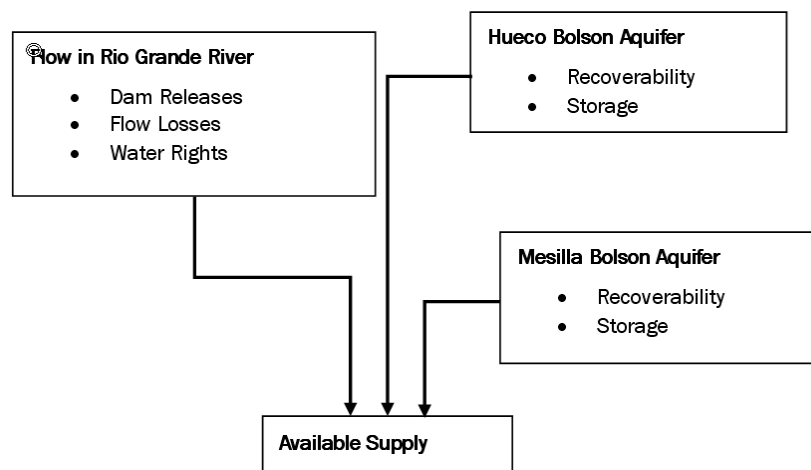 Flow in Rio Grande River
• Dam Releases
• Flow Losses
• Water Rights
Hueco Bolson Aquifer
• Recoverability
• Storage
Mesilla Bolson Aquifer
• Recoverability
• Storage
Available Supply